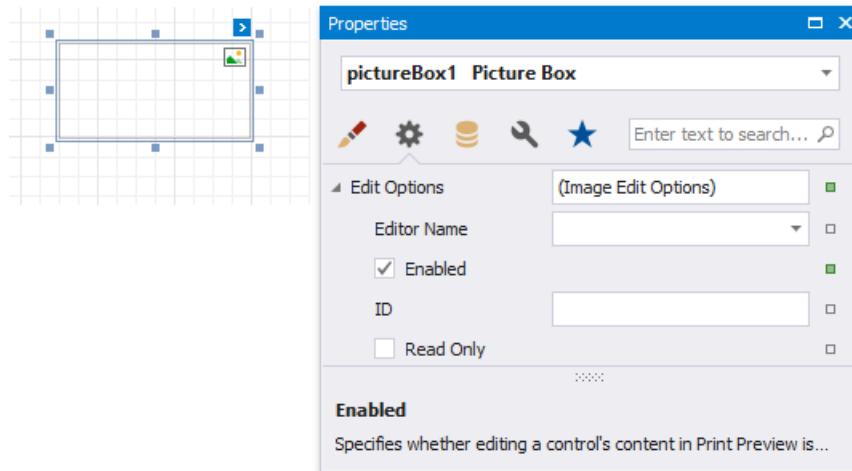 Properties
pictureBox1 Picture Box
Enter text to search...
Edit Options (Image Edit Options)
Editor Name
Enabled
ID
Read Only
Enabled
Specifies whether editing a control's content in Print Preview is...